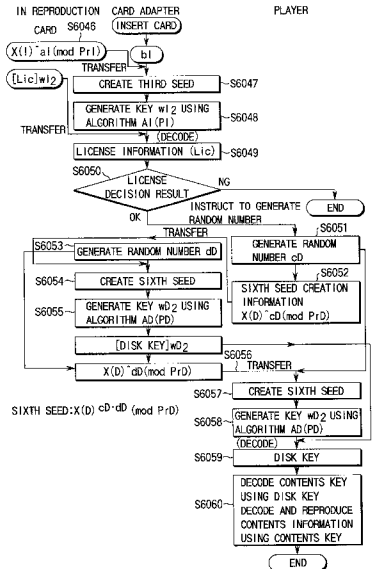 IN REPRODUCTION
CARD ADAPTER
PLAYER
CARD
S6046
INSERT CARD
X(I)^aI(mod PrI)
bI
TRANSFER
[Lic]wI2
CREATE THIRD SEED
S6047
GENERATE KEY wI2 USING
ALGORITHM AI(PI)
S6048
TRANSFER
(DECODE)
LICENSE INFORMATION (Lic)
S6049
S6050
LICENSE
DECISION RESULT
NG
END
OK
INSTRUCT TO GENERATE
RANDOM NUMBER
TRANSFER
S6051
S6053
GENERATE RANDOM NUMBER dD
GENERATE RANDOM
NUMBER cD
S6052
S6054
CREATE SIXTH SEED
SIXTH SEED CREATION
INFORMATION
X(D)^cD(mod PrD)
S6055
GENERATE KEY wD2 USING
ALGORITHM AD(PD)
[DISK KEY]wD2
S6056
X(D)^dD(mod PrD)
TRANSFER
S6057
CREATE SIXTH SEED
SIXTH SEED:X(D) cD·dD (mod PrD)
S6058
GENERATE KEY wD2 USING
ALGORITHM AD(PD)
(DECODE)
S6059
DISK KEY
S6060
DECODE CONTENTS KEY
USING DISK KEY
DECODE AND REPRODUCE
CONTENTS INFORMATION
USING CONTENTS KEY
END